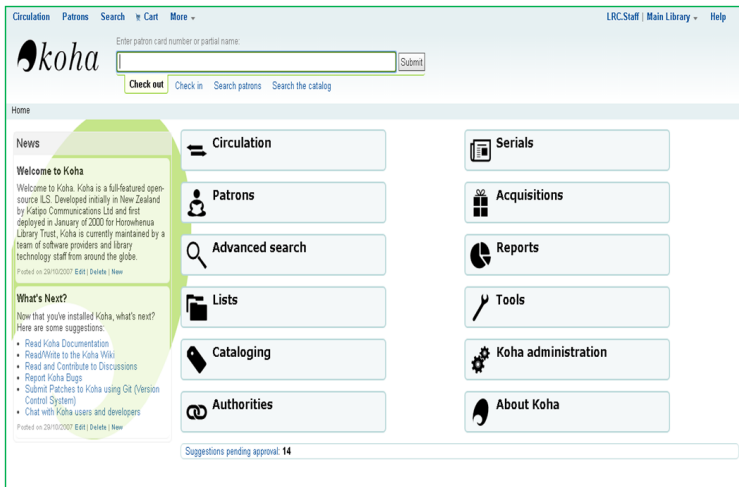 Circulation Patrons Search Cart More
LRC.Staff | Main Library Help
koha
Enter patron card number or partial name:
Submit
Check out Check in Search patrons Search the catalog
Home
News
Welcome to Koha
Welcome to Koha. Koha is a full-featured open-
source ILS. Developed initially in New Zealand
by Katipo Communications Ltd and first
deployed in January of 2000 for Horowhenua
Library Trust, Koha is currently maintained by a
team of software providers and library
technology staff from around the globe.
Posted on 29/10/2007 Edit | Delete | New
What's Next?
Now that you've installed Koha, what's next?
Here are some suggestions:
Read Koha Documentation
Read/Write to the Koha Wiki
Read and Contribute to Discussions
Report Koha Bugs
Submit Patches to Koha using Git (Version
Control System)
Chat with Koha users and developers
Posted on 29/10/2007 Edit | Delete | New
Circulation
Patrons
Advanced search
Lists
Cataloging
Authorities
Serials
Acquisitions
Reports
Tools
Koha administration
About Koha
Suggestions pending approval: 14